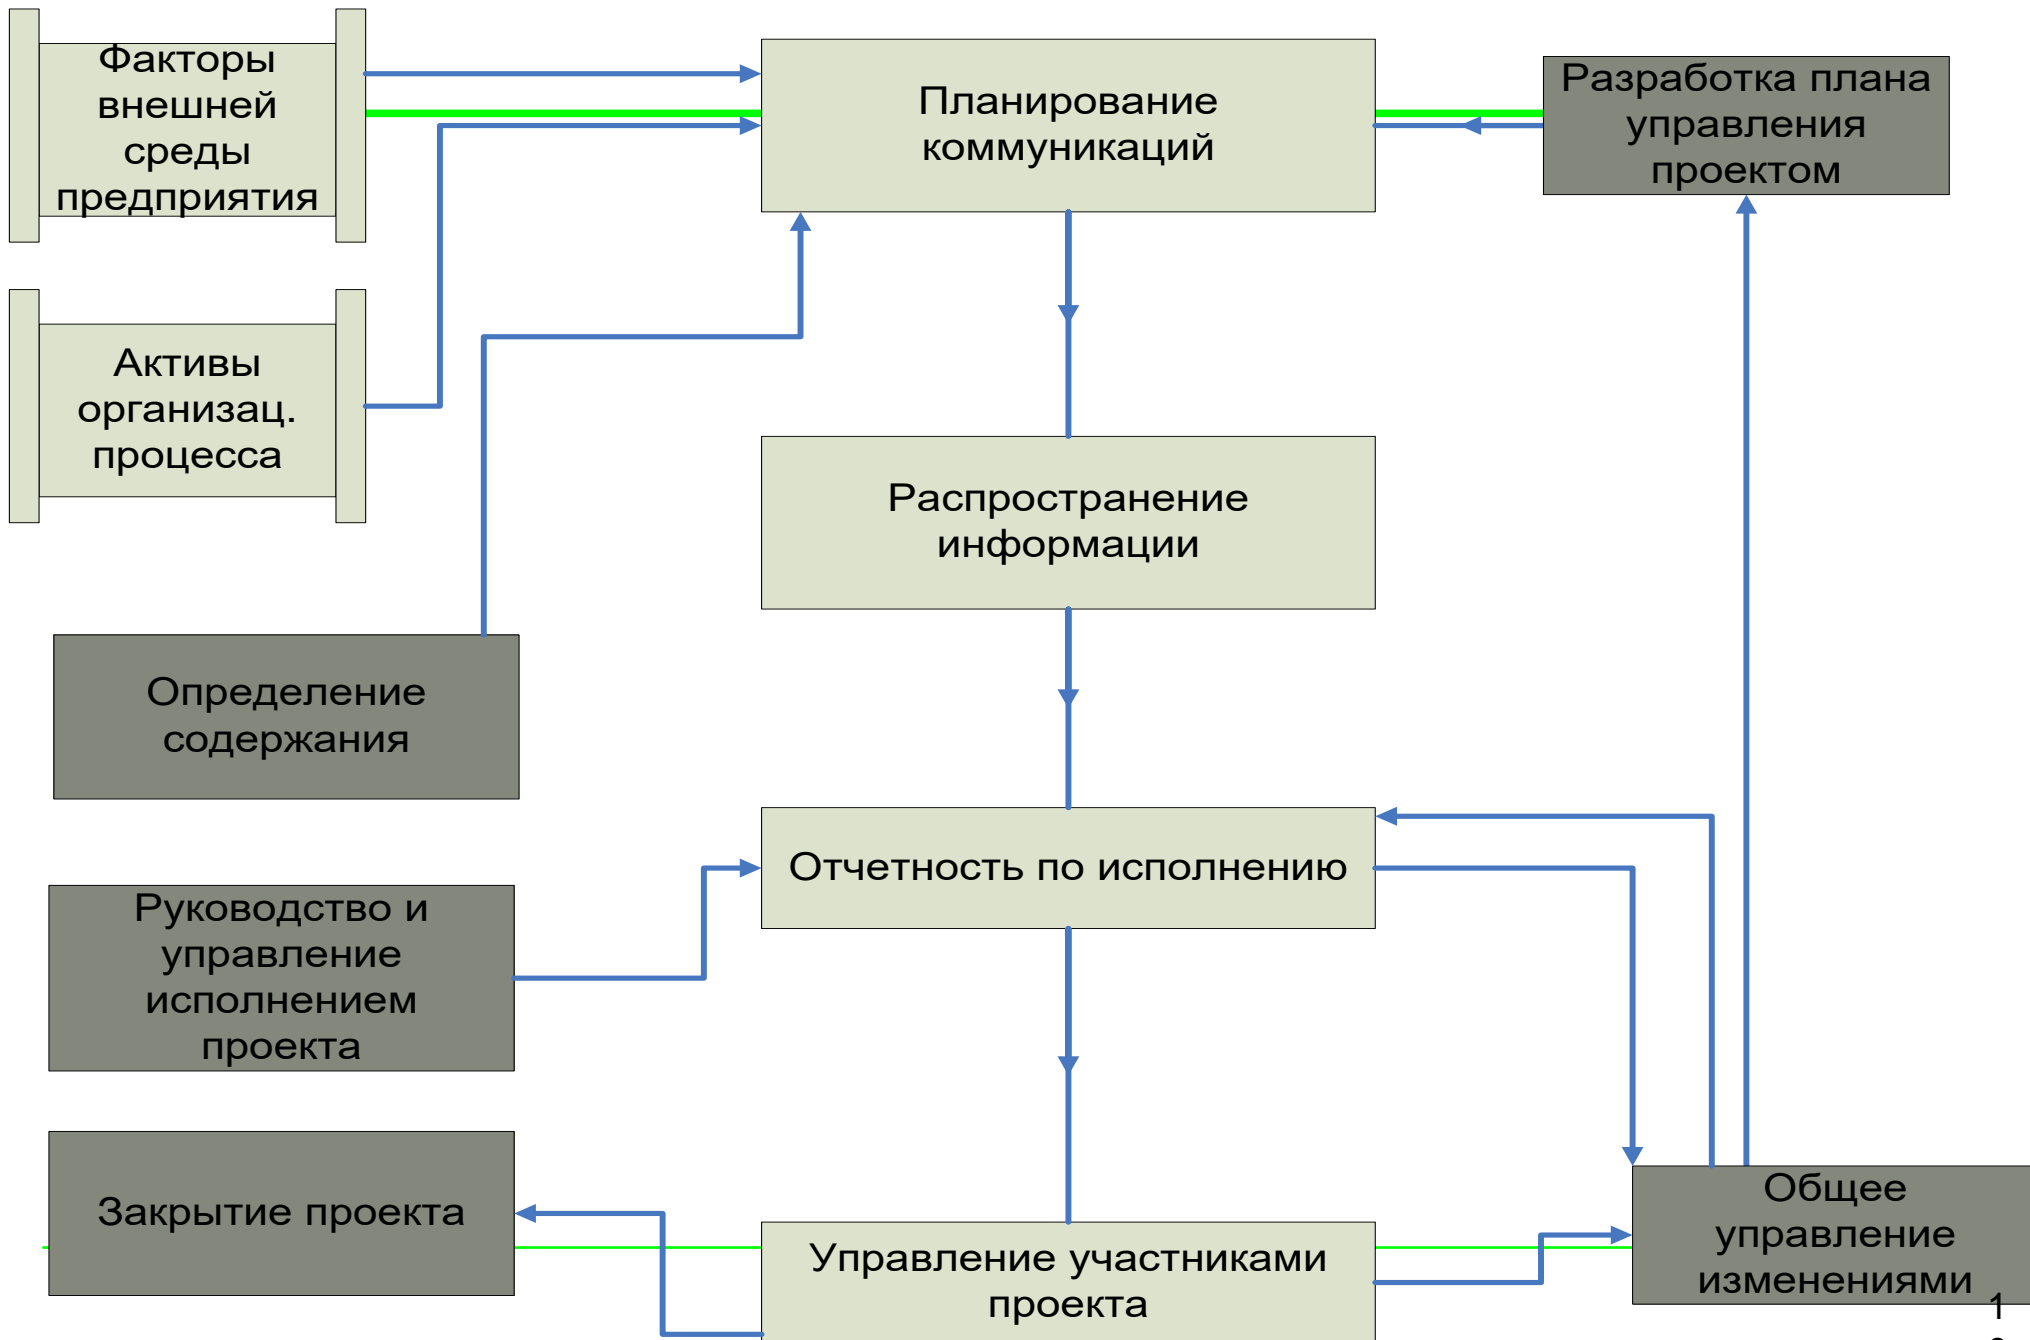 Факторы
внешней
среды
предприятия
Планирование
коммуникаций
Разработка плана
управления
проектом
Активы
организац.
процесса
Распространение
информации
Определение
содержания
Отчетность по исполнению
Руководство и
управление
исполнением
проекта
Закрытие проекта
Управление участниками
проекта
Общее
управление
изменениями
1